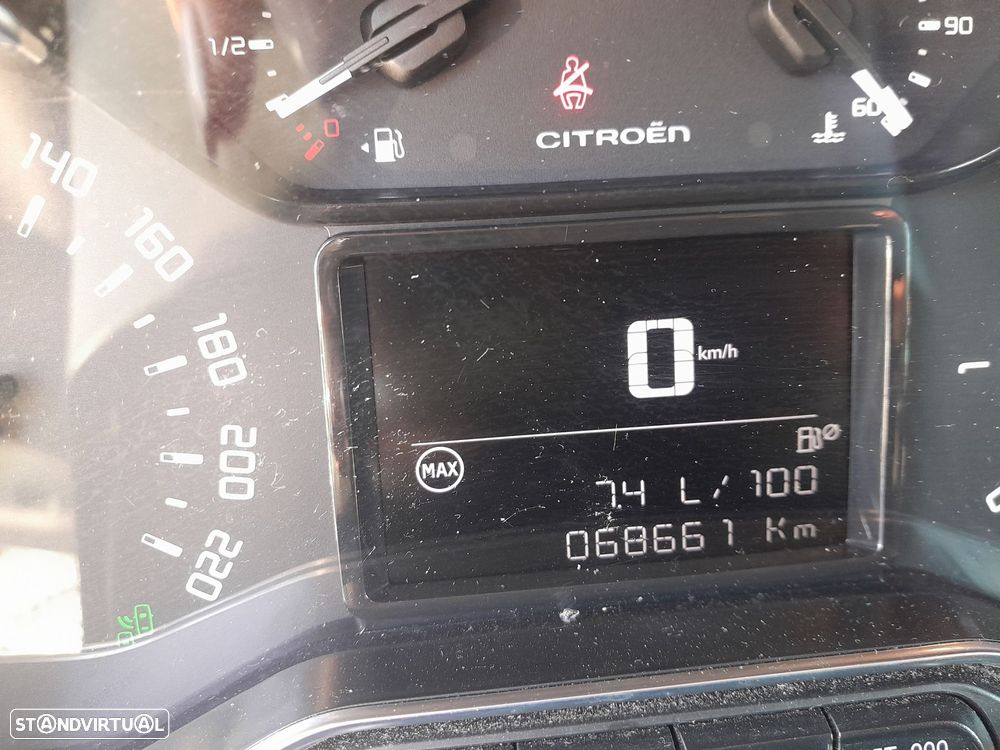 1/2
0
CITROËN
90
60
140
160
180
200
220
0 km/h
MAX
7.4 L/100
068661 Km
1
STANDVIRTUAL